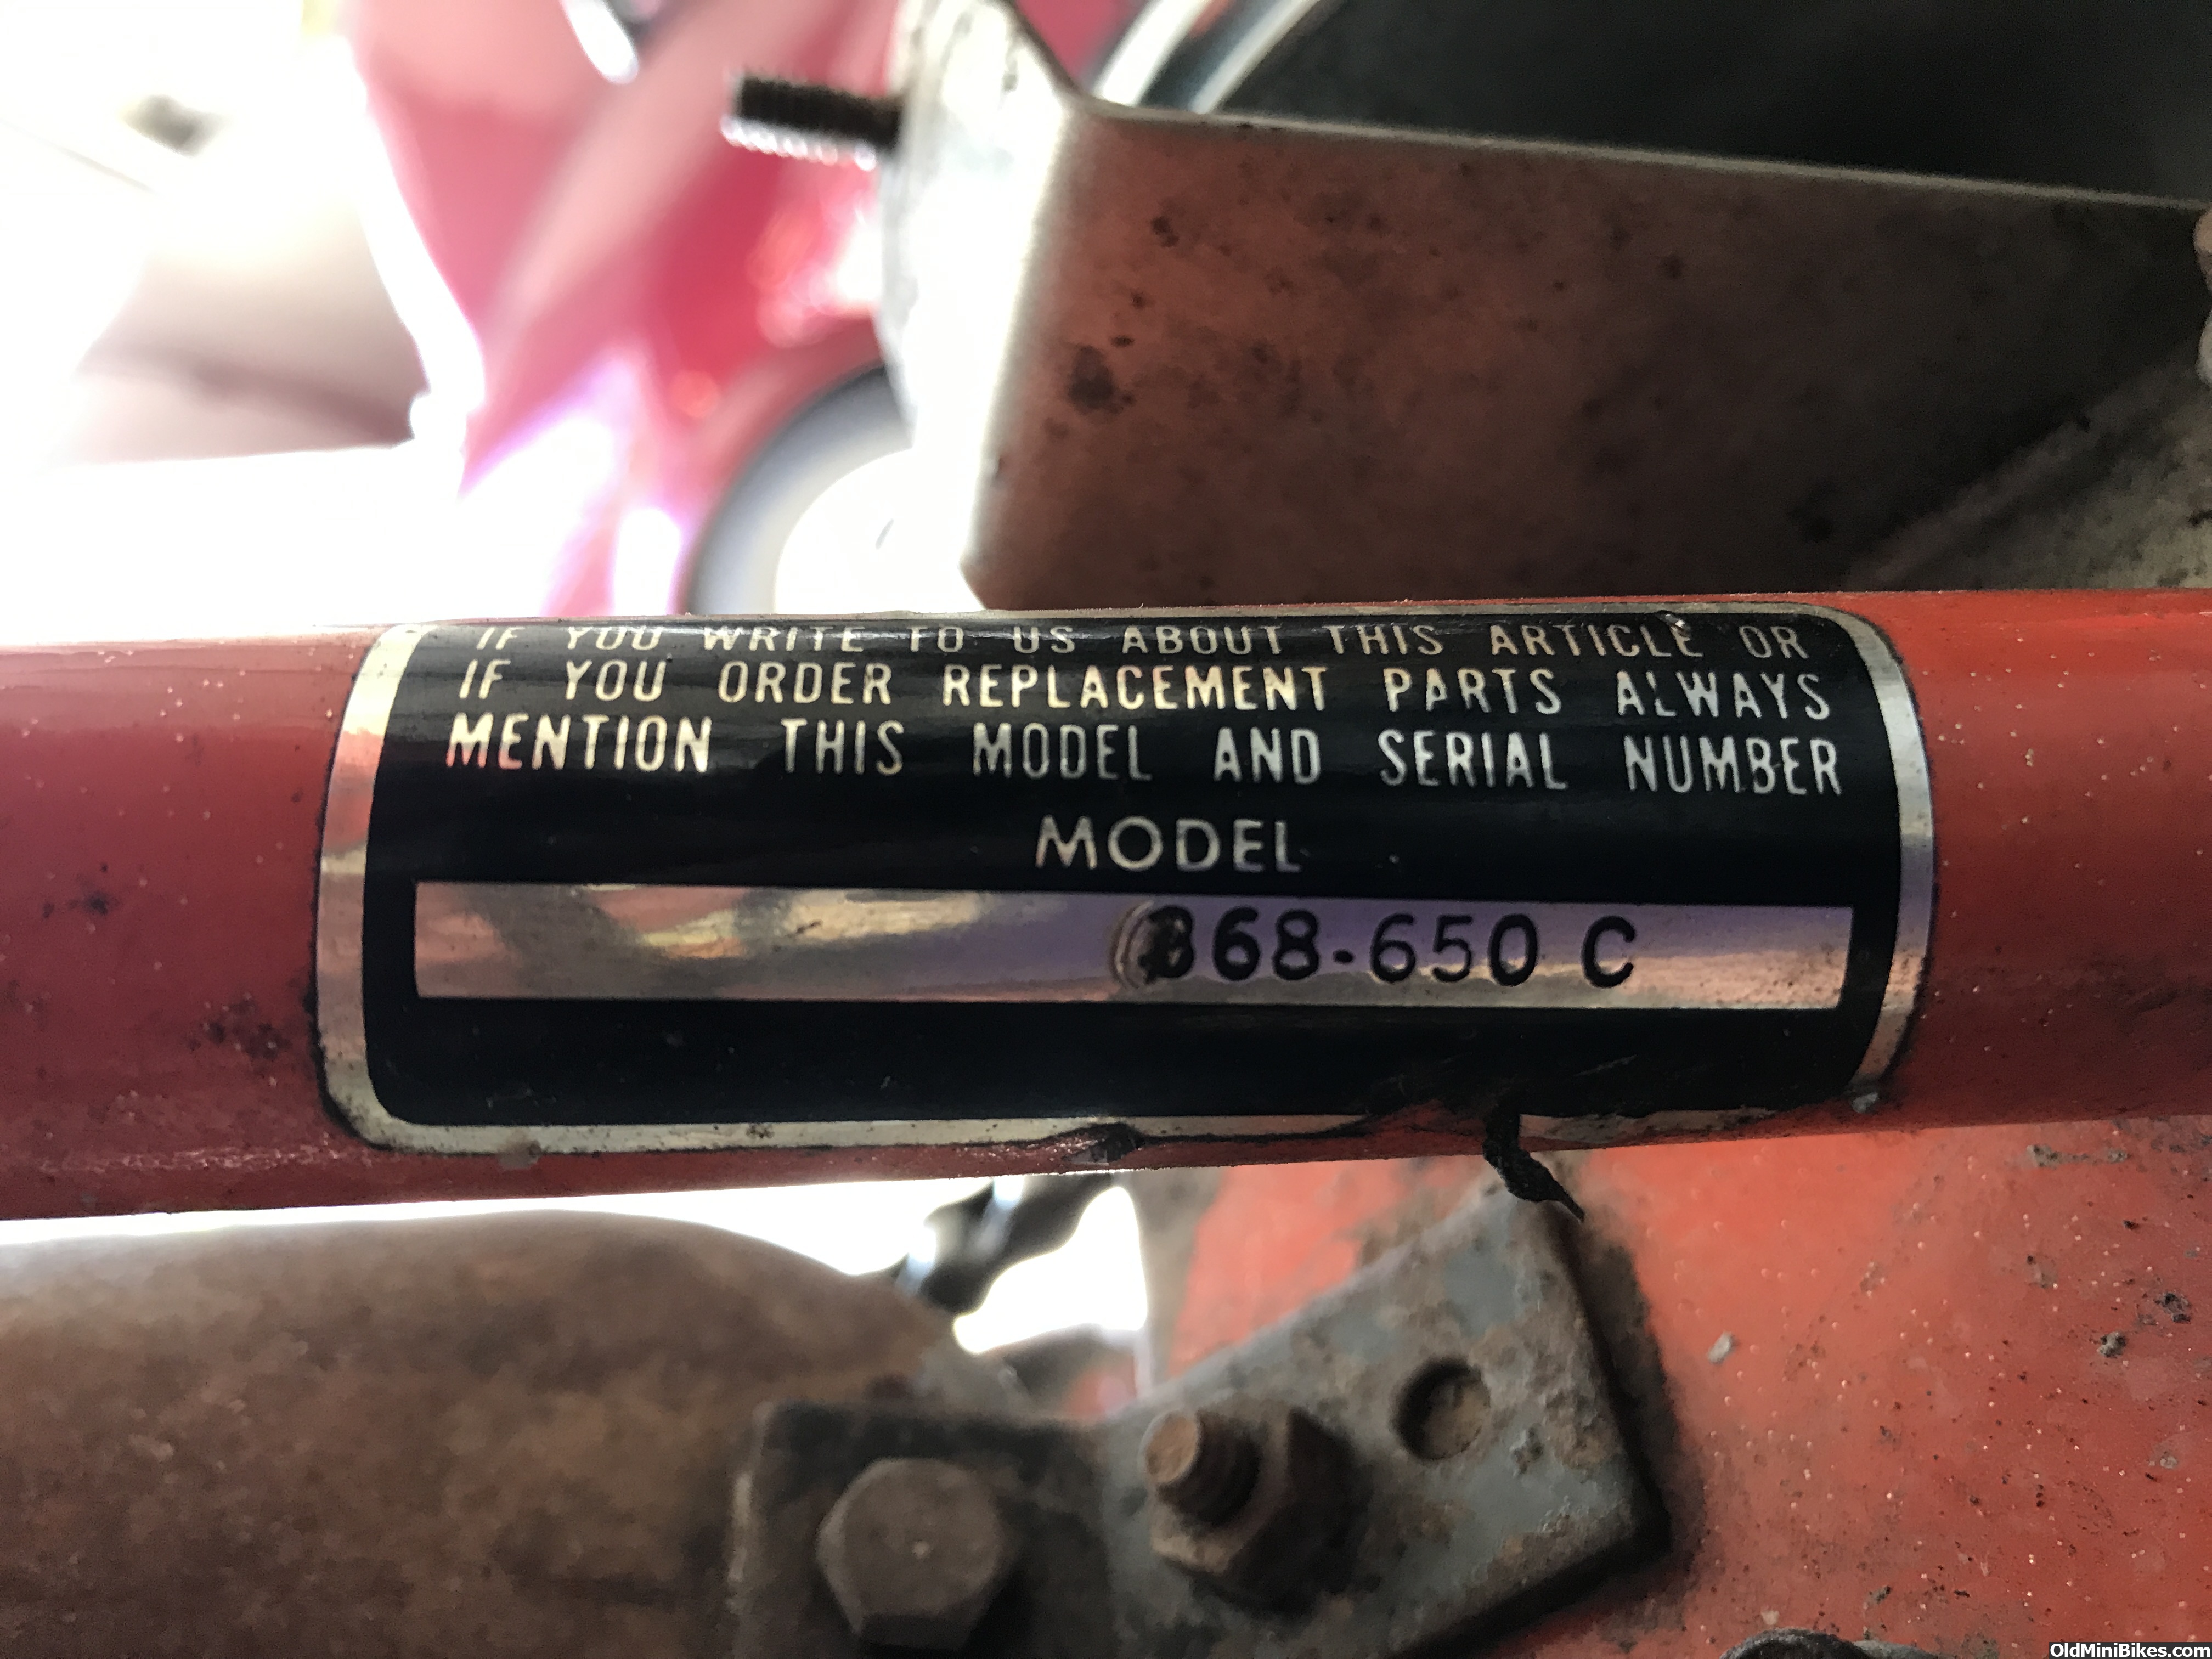 IF YOU WRITE TO US ABOUT THIS ARTICLE OR
IF YOU ORDER REPLACEMENT PARTS ALWAYS
MENTION THIS MODEL AND SERIAL NUMBER
MODEL
868-650 C
OldMiniBikes.com